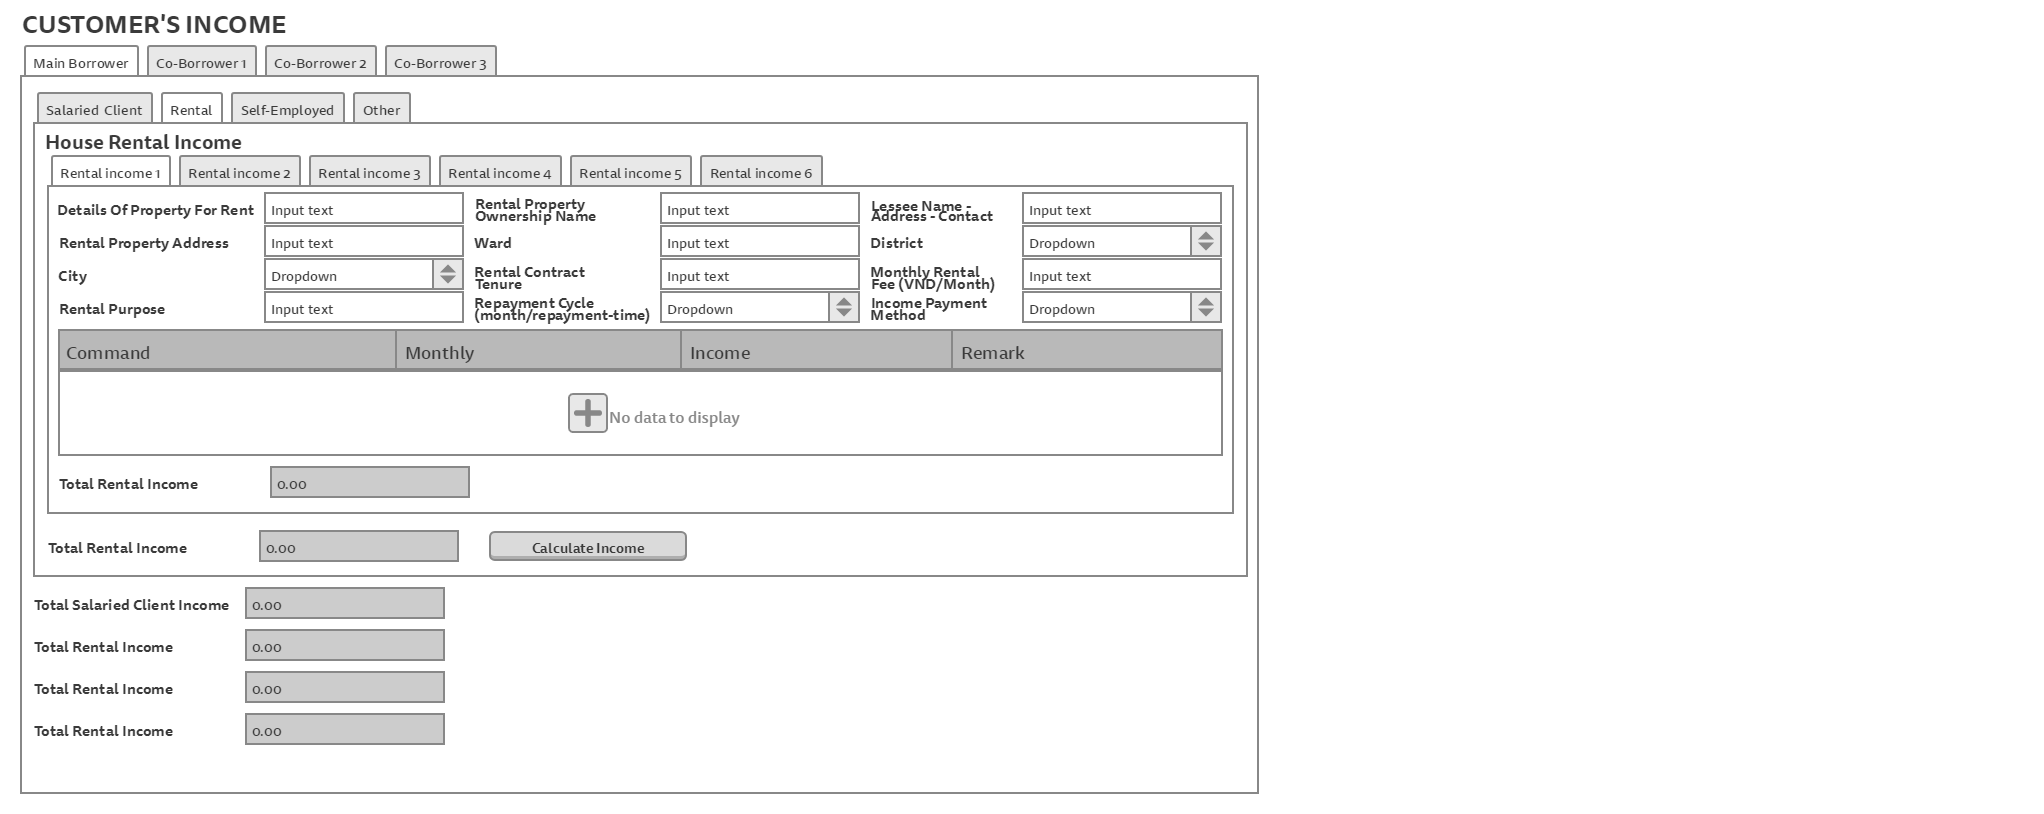 CUSTOMER'S INCOME
Main Borrower
Co-Borrower 1
Co-Borrower 2
Co-Borrower 3
Salaried Client
Rental
Self-Employed
Other
House Rental Income
Rental income 1
Rental income 2
Rental income 3
Rental income 4
Rental income 5
Rental income 6
Details Of Property For Rent
Input text
Rental Property
Ownership Name
Input text
Lessee Name -
Address - Contact
Input text
Rental Property Address
Input text
Ward
Input text
District
Dropdown
City
Dropdown
Rental Contract
Tenure
Input text
Monthly Rental
Fee (VND/Month)
Input text
Rental Purpose
Input text
Repayment Cycle
(month/repayment-time)
Dropdown
Income Payment
Method
Dropdown
Command
Monthly
Income
Remark
No data to display
Total Rental Income
0.00
Total Rental Income
0.00
Calculate Income
Total Salaried Client Income
0.00
Total Rental Income
0.00
Total Rental Income
0.00
Total Rental Income
0.00